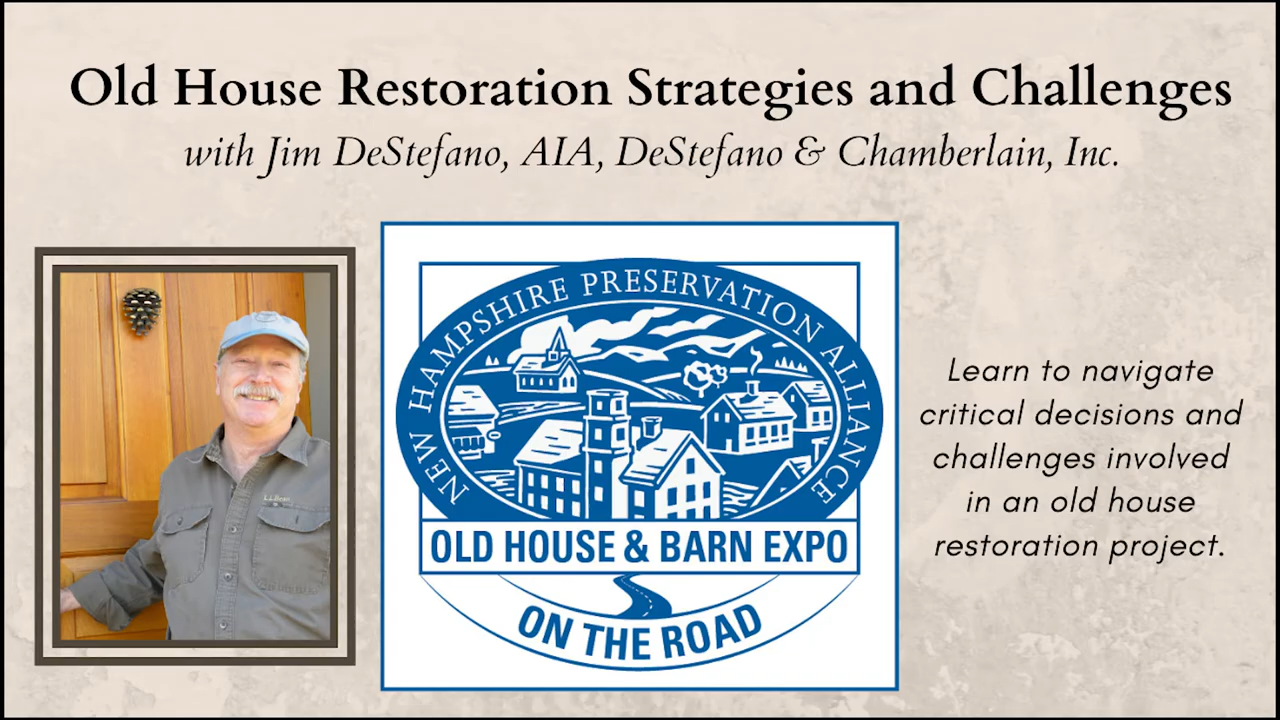 Old House Restoration Strategies and Challenges
with Jim DeStefano, AIA, DeStefano & Chamberlain, Inc.
L.L.Bean
NEW HAMPSHIRE PRESERVATION ALLIANCE
OLD HOUSE & BARN EXPO
ON THE ROAD
Learn to navigate
critical decisions and
challenges involved
in an old house
restoration project.